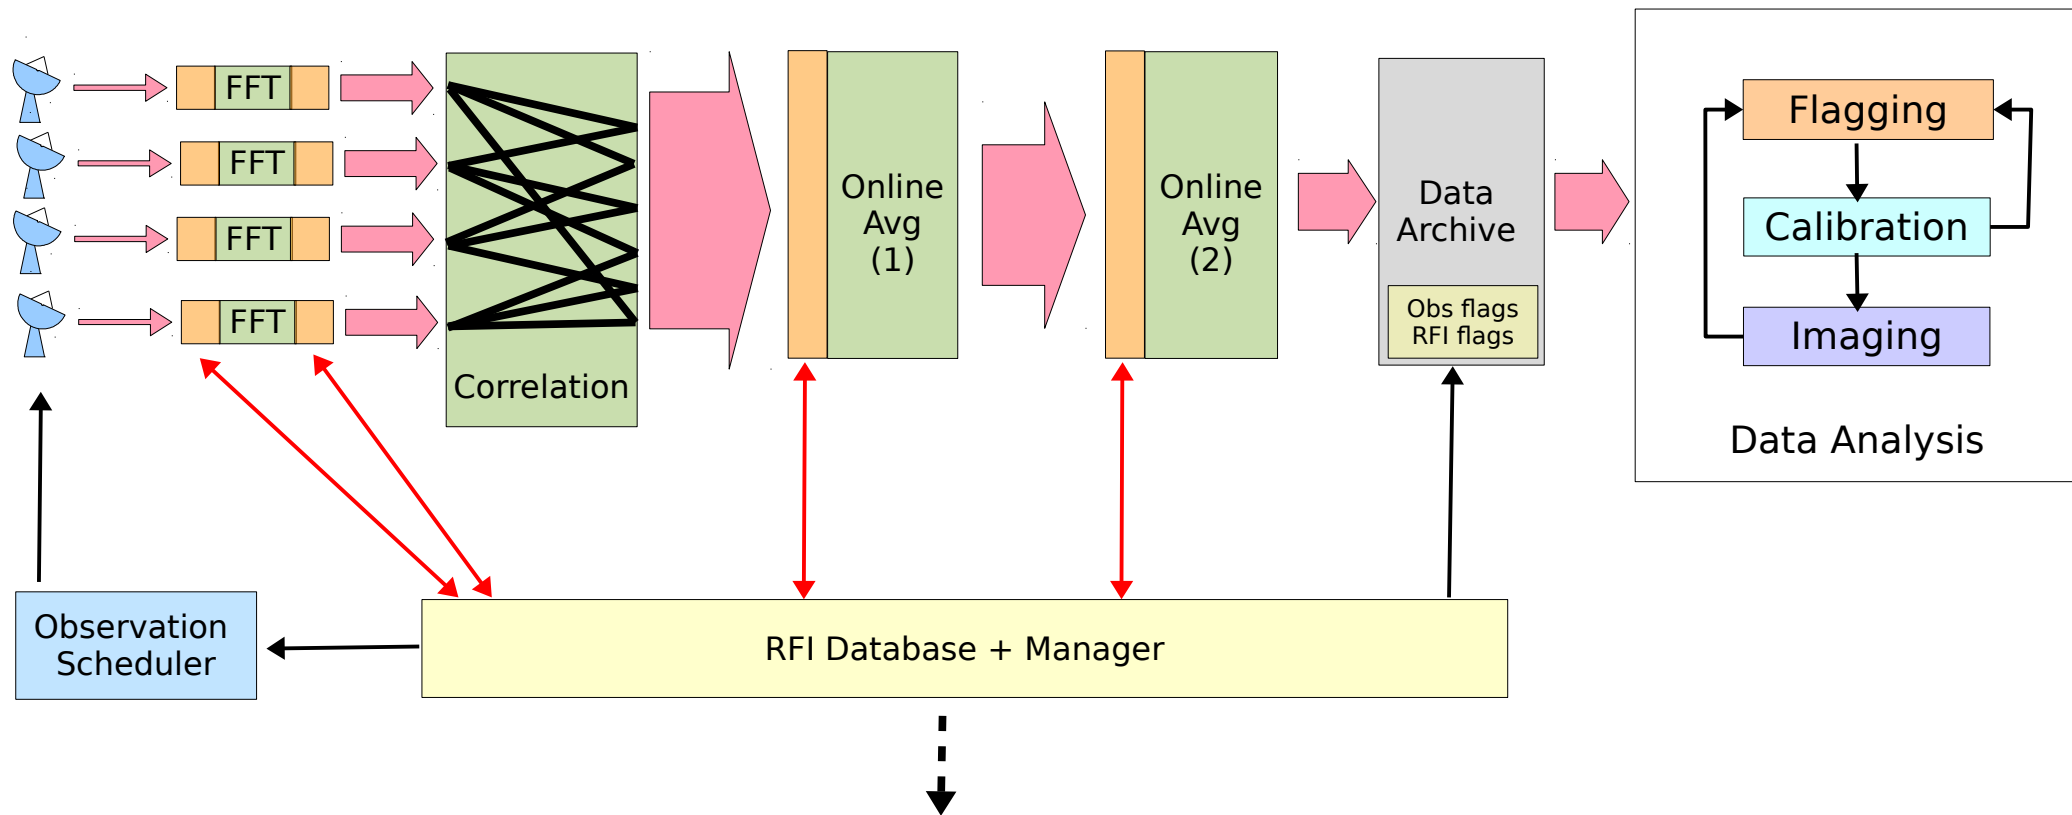 FFT
FFT
FFT
FFT
Correlation
Online
Avg
(1)
Online
Avg
(2)
Data
Archive
Obs flags
RFI flags
Flagging
Calibration
Imaging
Data Analysis
Observation
Scheduler
RFI Database + Manager